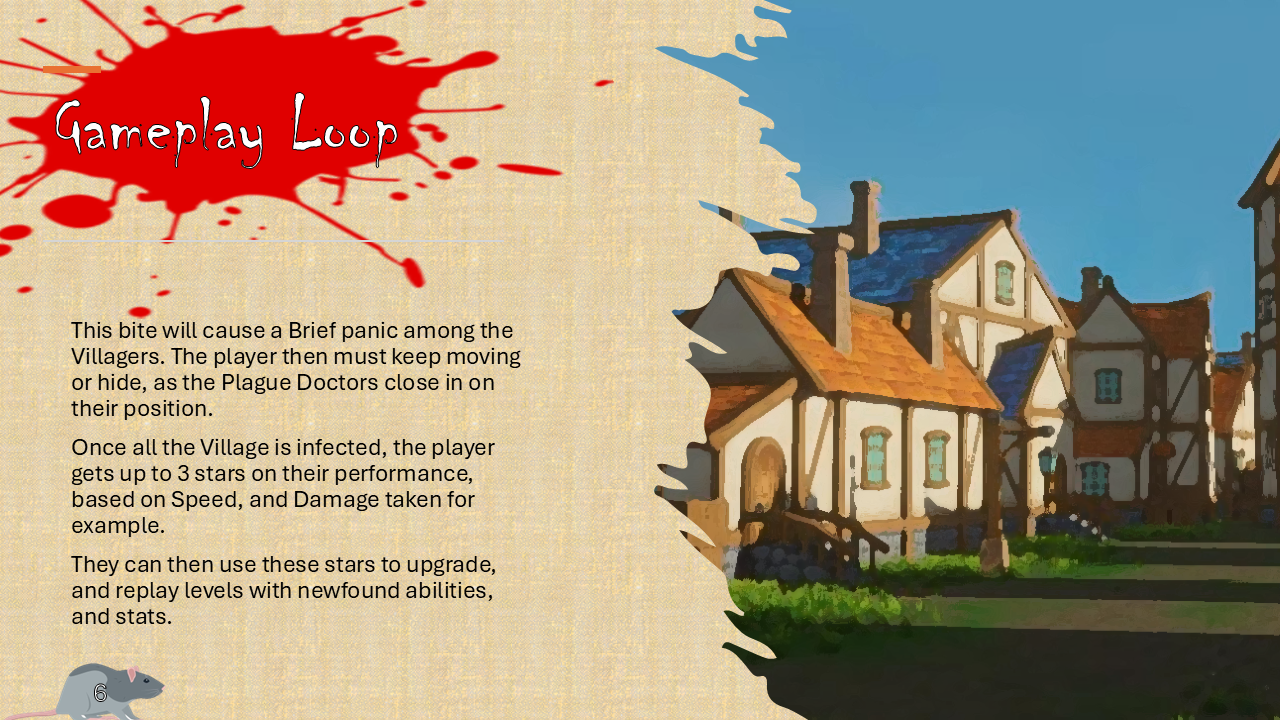 Gameplay Loop
This bite will cause a Brief panic among the
Villagers. The player then must keep moving
or hide, as the Plague Doctors close in on
their position.
Once all the Village is infected, the player
gets up to 3 stars on their performance,
based on Speed, and Damage taken for
example.
They can then use these stars to upgrade,
and replay levels with newfound abilities,
and stats.
6